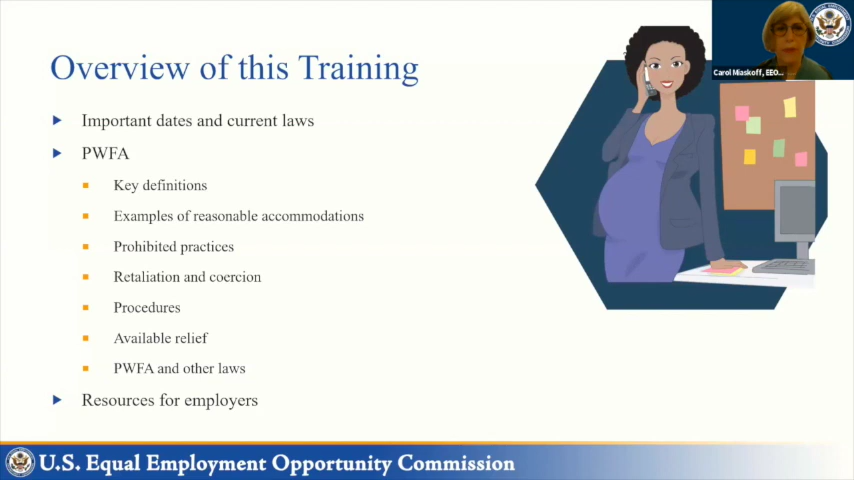 Overview of this Training
Important dates and current laws
PWFA
Key definitions
Examples of reasonable accommodations
Prohibited practices
Retaliation and coercion
Procedures
Available relief
PWFA and other laws
Resources for employers
Carol Miaskoff, EEO...
U.S. Equal Employment Opportunity Commission